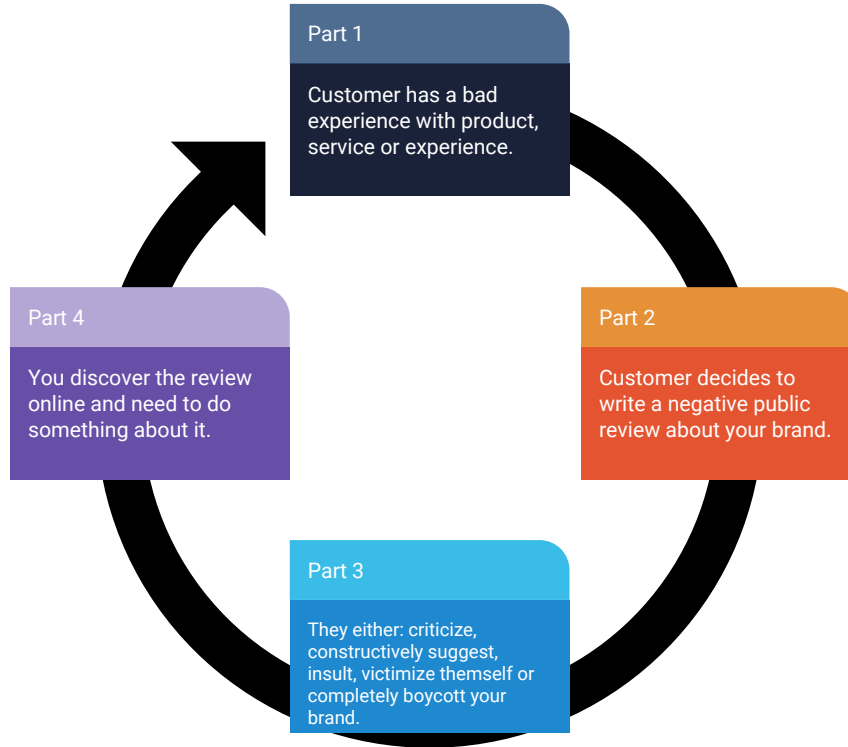 Part 1
Customer has a bad
experience with product,
service or experience.
Part 2
Customer decides to
write a negative public
review about your brand.
Part 3
They either: criticize,
constructively suggest,
insult, victimize themself or
completely boycott your
brand.
Part 4
You discover the review
online and need to do
something about it.